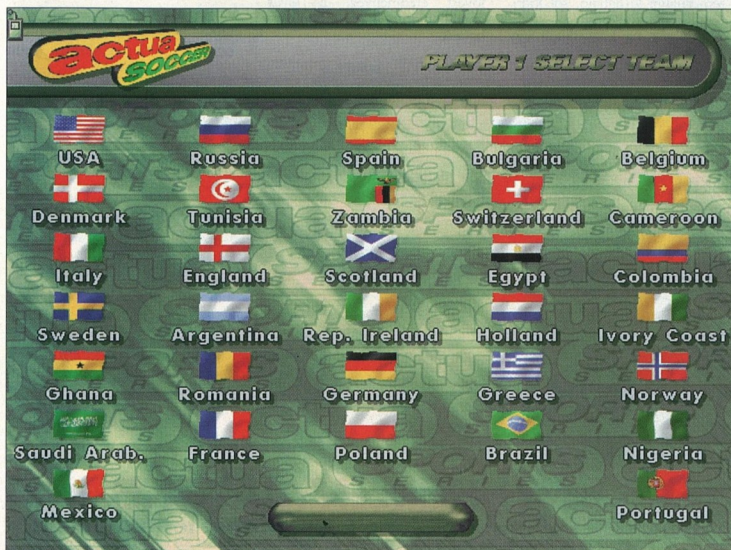 actua
SOCCER
PLAYER 1 SELECT TEAM
USA Russia Spain Bulgaria Belgium
Denmark Tunisia Zambia Switzerland Cameroon
Italy England Scotland Egypt Colombia
Sweden Argentina Rep. Ireland Holland Ivory Coast
Ghana Romania Germany Greece Norway
Saudi Arab. France Poland Brazil Nigeria
Mexico Portugal